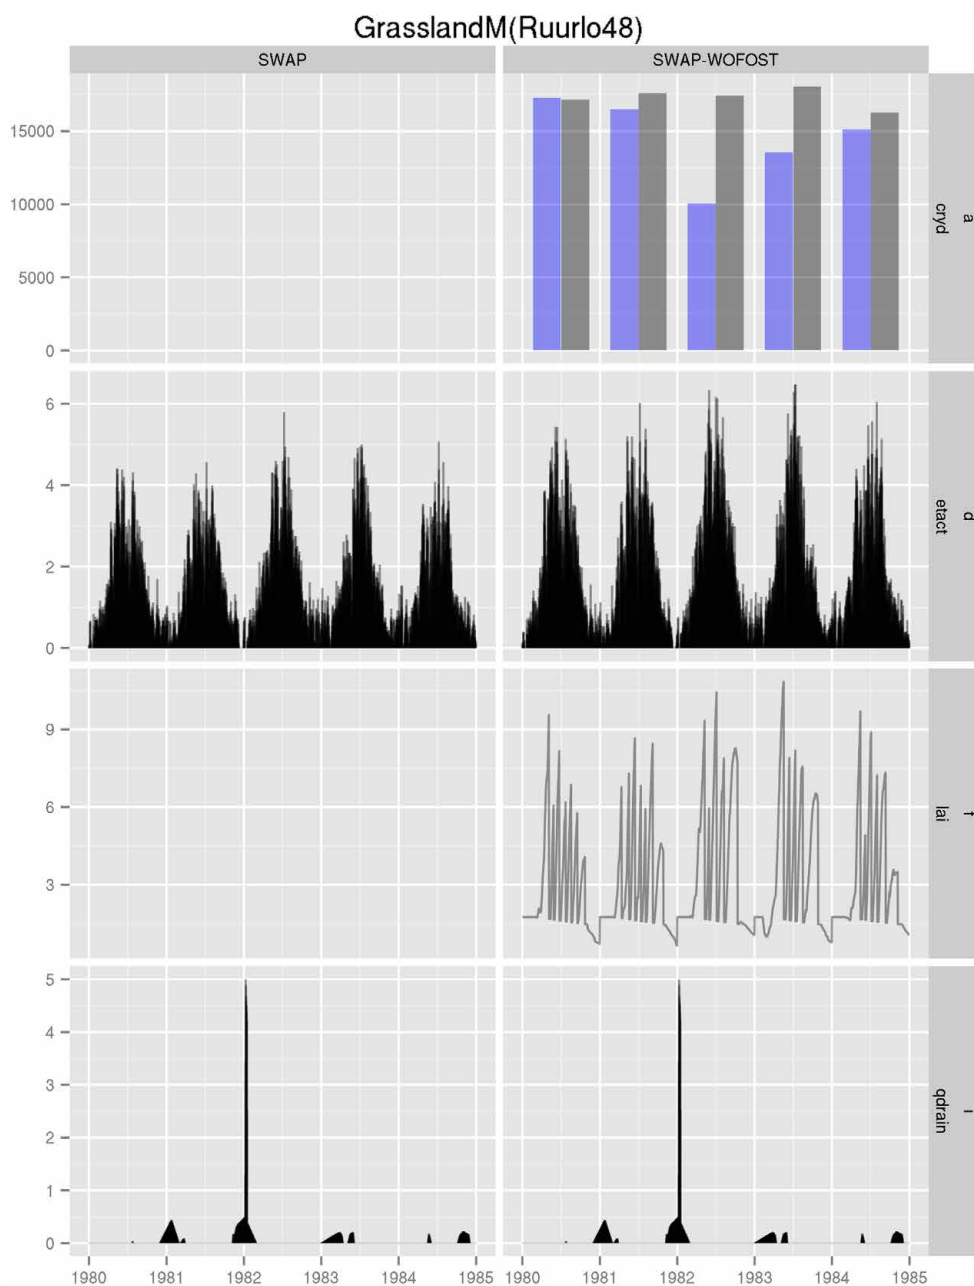 GrasslandM(Ruurlo48)
SWAP SWAP-WOFOST
15000
10000
5000
0
a
cryd
6
4
2
0
d
etact
9
6
3
f
lai
5
4
3
2
1
0
l
qdrain
1980 1981 1982 1983 1984 1985 1980 1981 1982 1983 1984 1985